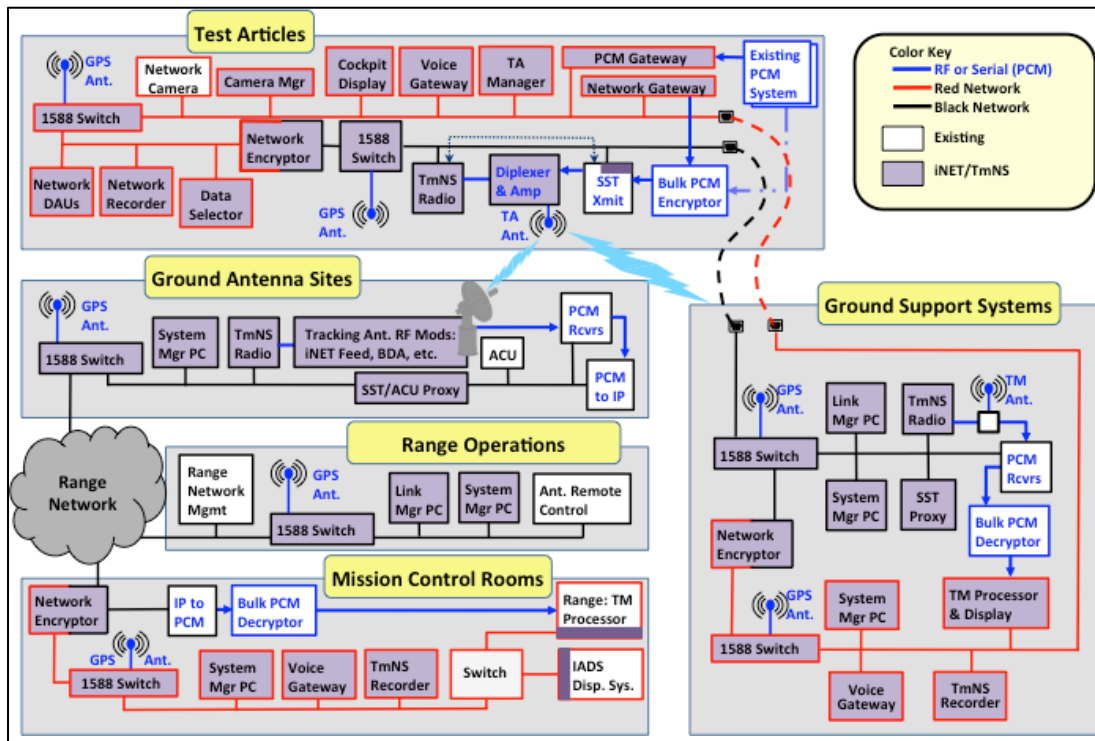 Test Articles
GPS
Ant.
Network
Camera
Camera Mgr
Cockpit
Display
Voice
Gateway
TA
Manager
PCM Gateway
Network Gateway
Existing
PCM
System
1588 Switch
Network
Encryptor
1588
Switch
Network
DAUs
Network
Recorder
Data
Selector
GPS
Ant.
TmNS
Radio
Diplexer
& Amp
SST
Xmit
Bulk PCM
Encryptor
TA
Ant.
Color Key
RF or Serial (PCM)
Red Network
Black Network
Existing
iNET/TmNS
Ground Antenna Sites
GPS
Ant.
1588 Switch
System
Mgr PC
TmNS
Radio
Tracking Ant. RF Mods:
iNET Feed, BDA, etc.
SST/ACU Proxy
ACU
PCM
Rcvrs
PCM
to IP
Range
Network
Range Operations
Range
Network
Mgmt
GPS
Ant.
1588 Switch
Link
Mgr PC
System
Mgr PC
Ant. Remote
Control
Mission Control Rooms
Network
Encryptor
IP to
PCM
Bulk PCM
Decryptor
Range: TM
Processor
GPS
Ant.
1588 Switch
System
Mgr PC
Voice
Gateway
TmNS
Recorder
Switch
IADS
Disp. Sys.
Ground Support Systems
GPS
Ant.
1588 Switch
Link
Mgr PC
TmNS
Radio
TM
Ant.
PCM
Rcvrs
System
Mgr PC
SST
Proxy
Network
Encryptor
Bulk PCM
Decryptor
GPS
Ant.
1588 Switch
System
Mgr PC
TM Processor
& Display
Voice
Gateway
TmNS
Recorder